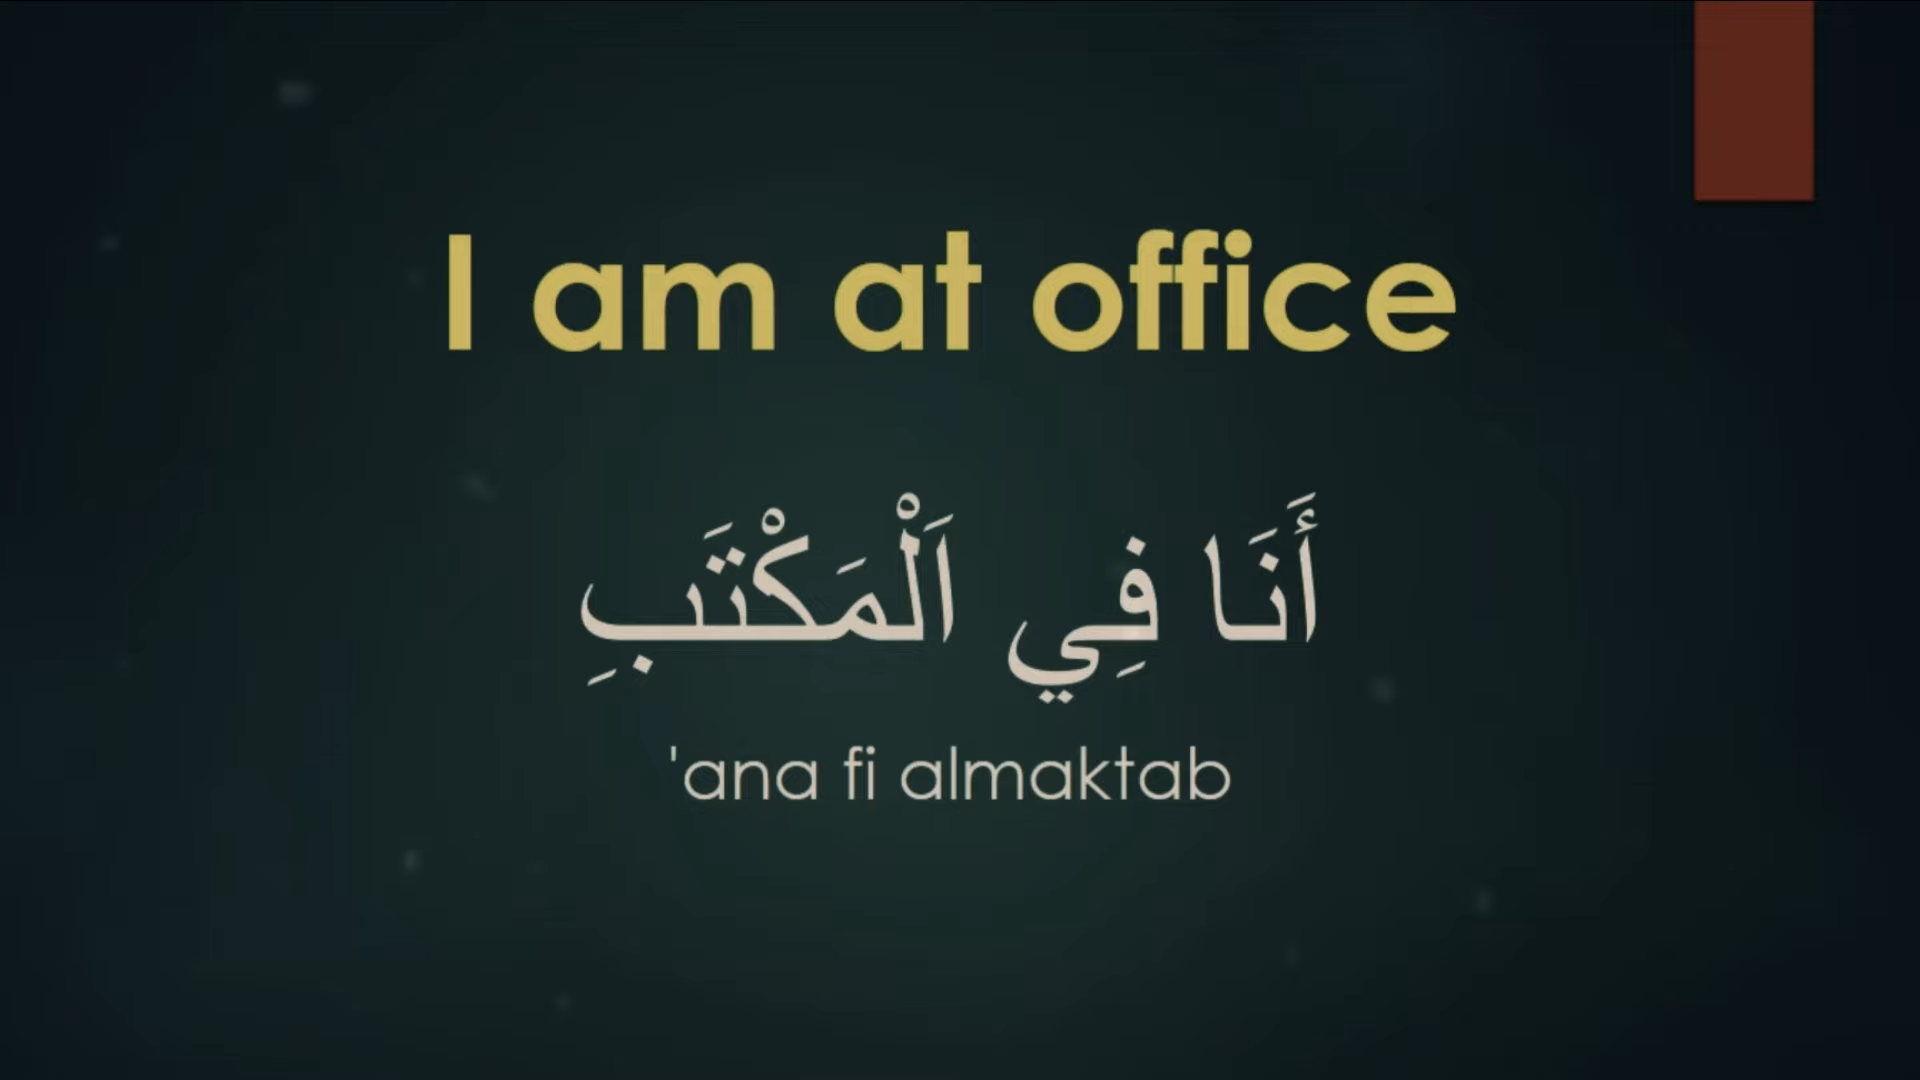 I am at office
أَنَا فِي اَلْمَكْتَبِ
'ana fi almaktab